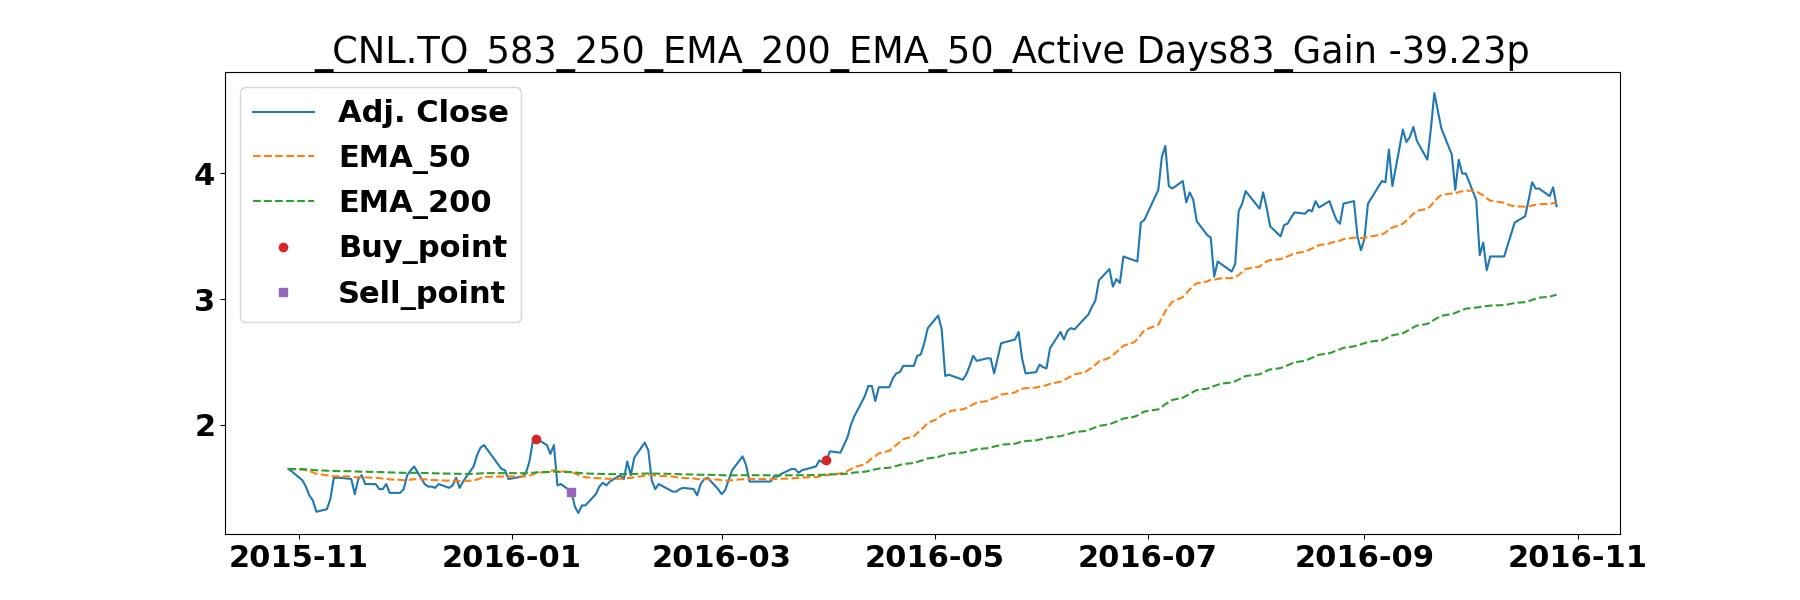 _CNL.TO_583_250_EMA_200_EMA_50_Active Days83_Gain -39.23p
Adj. Close
EMA_50
EMA_200
Buy_point
Sell_point
4
3
2
2015-11 2016-01 2016-03 2016-05 2016-07 2016-09 2016-11